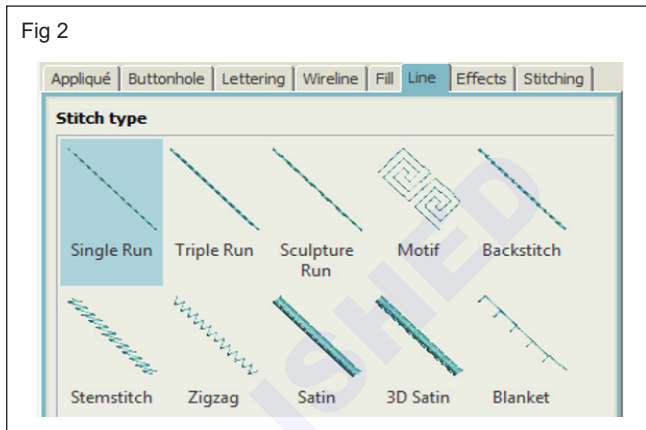 Fig 2
Appliqué Buttonhole Lettering Wireline Fill Line Effects Stitching
Stitch type
Single Run Triple Run Sculpture Run Motif Backstitch
Stemstitch Zigzag Satin 3D Satin Blanket
ISHED